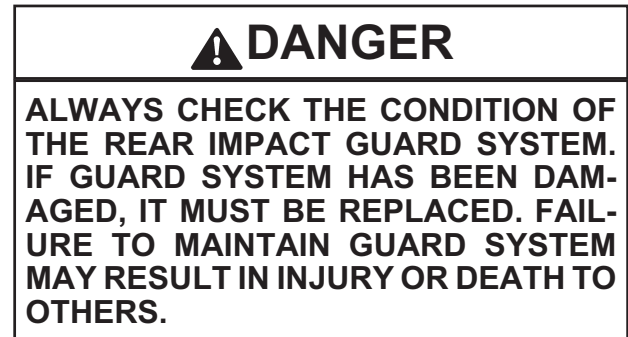 DANGER
ALWAYS CHECK THE CONDITION OF
THE REAR IMPACT GUARD SYSTEM.
IF GUARD SYSTEM HAS BEEN DAM-
AGED, IT MUST BE REPLACED. FAIL-
URE TO MAINTAIN GUARD SYSTEM
MAY RESULT IN INJURY OR DEATH TO
OTHERS.